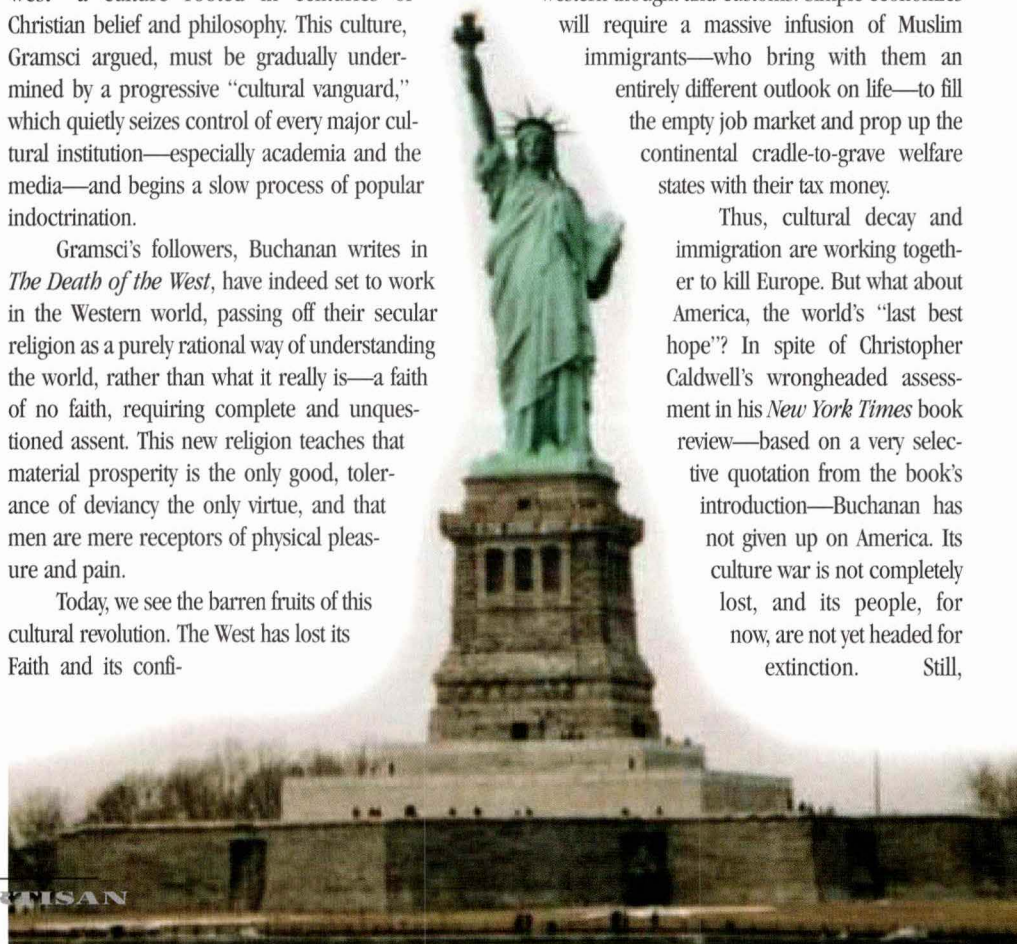 Christian belief and philosophy. This culture,
Gramsci argued, must be gradually under-
mined by a progressive “cultural vanguard,”
which quietly seizes control of every major cul-
tural institution—especially academia and the
media—and begins a slow process of popular
indoctrination.
Gramsci’s followers, Buchanan writes in
The Death of the West, have indeed set to work
in the Western world, passing off their secular
religion as a purely rational way of understanding
the world, rather than what it really is—a faith
of no faith, requiring complete and unques-
tioned assent. This new religion teaches that
material prosperity is the only good, toler-
ance of deviancy the only virtue, and that
men are mere receptors of physical pleas-
ure and pain.
Today, we see the barren fruits of this
cultural revolution. The West has lost its
Faith and its confi-
will require a massive infusion of Muslim
immigrants—who bring with them an
entirely different outlook on life—to fill
the empty job market and prop up the
continental cradle-to-grave welfare
states with their tax money.
Thus, cultural decay and
immigration are working togeth-
er to kill Europe. But what about
America, the world’s “last best
hope”? In spite of Christopher
Caldwell’s wrongheaded assess-
ment in his New York Times book
review—based on a very selec-
tive quotation from the book’s
introduction—Buchanan has
not given up on America. Its
culture war is not completely
lost, and its people, for
now, are not yet headed for
extinction. Still,
RTISAN